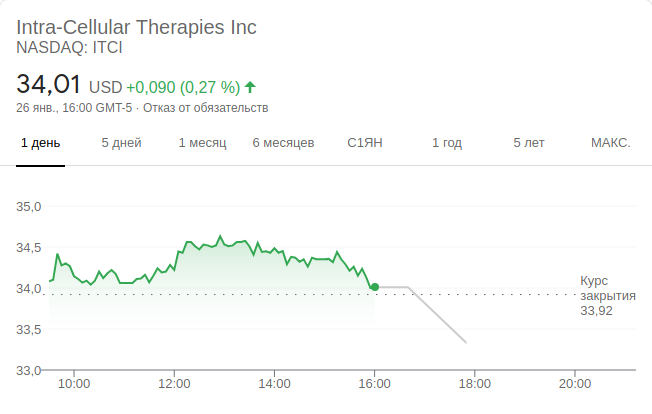 Intra-Cellular Therapies Inc
NASDAQ: ITCI
34,01 USD +0,090 (0,27 %)
26 янв., 16:00 GMT-5 · Отказ от обязательств
1 день 5 дней 1 месяц 6 месяцев С1ЯН 1 год 5 лет МАКС.
35,0
34,5
34,0
33,5
33,0
Курс
закрытия
33,92
10:00 12:00 14:00 16:00 18:00 20:00